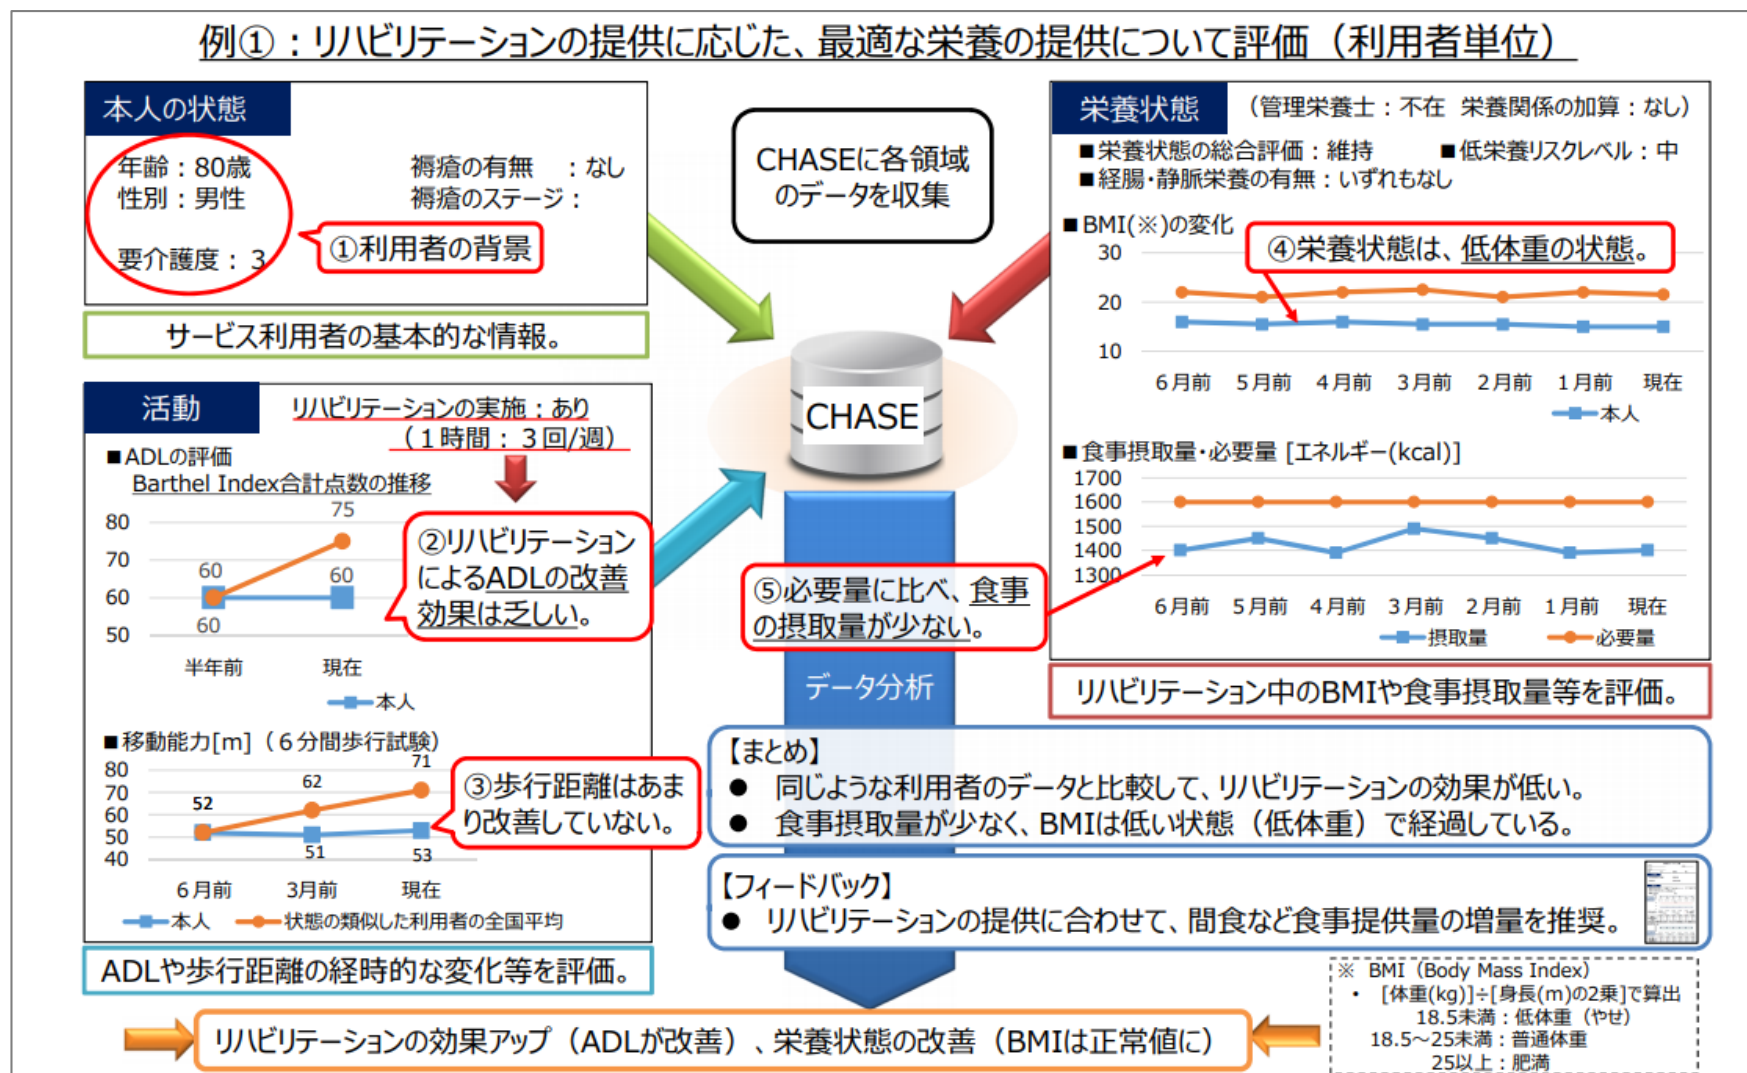 例①：リハビリテーションの提供に応じた、最適な栄養の提供について評価（利用者単位）
本人の状態
年齢：80歳
性別：男性
要介護度：3
褥瘡の有無　：なし
褥瘡のステージ：
①利用者の背景
サービス利用者の基本的な情報。
CHASEに各領域
のデータを収集
CHASE
栄養状態
（管理栄養士：不在 栄養関係の加算：なし）
■栄養状態の総合評価：維持　■低栄養リスクレベル：中
■経腸・静脈栄養の有無：いずれもなし
■BMI(※)の変化
④栄養状態は、低体重の状態。
30
20
10
6月前 5月前 4月前 3月前 2月前 1月前 現在
本人
■食事摂取量・必要量 [エネルギー(kcal)]
1700
1600
1500
1400
1300
6月前 5月前 4月前 3月前 2月前 1月前 現在
摂取量 必要量
⑤必要量に比べ、食事
の摂取量が少ない。
リハビリテーション中のBMIや食事摂取量等を評価。
活動
リハビリテーションの実施：あり
（1時間：3回/週）
■ADLの評価
Barthel Index合計点数の推移
80
70
60
50
60
60
75
60
半年前 現在
本人
②リハビリテーション
によるADLの改善
効果は乏しい。
■移動能力[m]（6分間歩行試験）
80
70
60
50
40
52
62
71
51
53
6月前 3月前 現在
本人 状態の類似した利用者の全国平均
③歩行距離はあま
り改善していない。
ADLや歩行距離の経時的な変化等を評価。
データ分析
【まとめ】
● 同じような利用者のデータと比較して、リハビリテーションの効果が低い。
● 食事摂取量が少なく、BMIは低い状態（低体重）で経過している。
【フィードバック】
● リハビリテーションの提供に合わせて、間食など食事提供量の増量を推奨。
リハビリテーションの効果アップ（ADLが改善）、栄養状態の改善（BMIは正常値に）
※ BMI（Body Mass Index）
・ [体重(kg)]÷[身長(m)の2乗]で算出
18.5未満：低体重（やせ）
18.5～25未満：普通体重
25以上：肥満